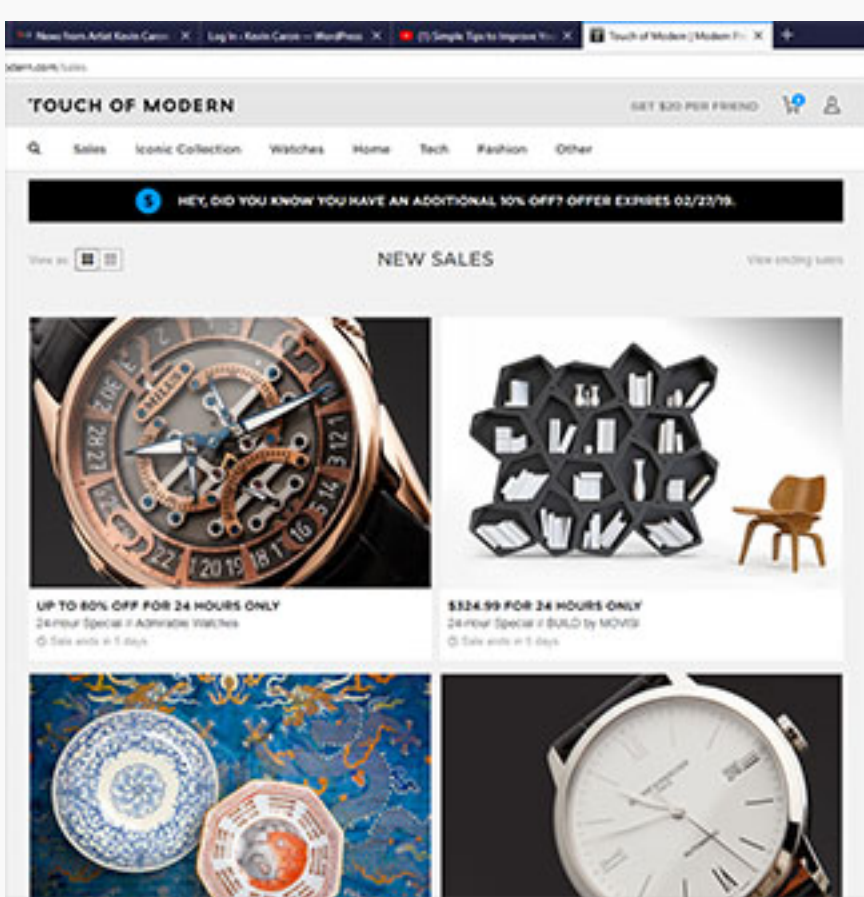 News from Artist Kevin Caron
Log In ‹ Kevin Caron — WordPress
(1) Simple Tips to Improve
Touch of Modern | Modern
TOUCH OF MODERN
GET $20 PER FRIEND
Sales Iconic Collection Watches Home Tech Fashion Other
$ HEY, DID YOU KNOW YOU HAVE AN ADDITIONAL 10% OFF? OFFER EXPIRES 02/27/19.
View as:
NEW SALES
View ending sales
MILUS
UP TO 80% OFF FOR 24 HOURS ONLY
24-Hour Special // Admirable Watches
Sale ends in 5 days
$324.99 FOR 24 HOURS ONLY
24-Hour Special // BUILD by MOVISI
Sale ends in 5 days